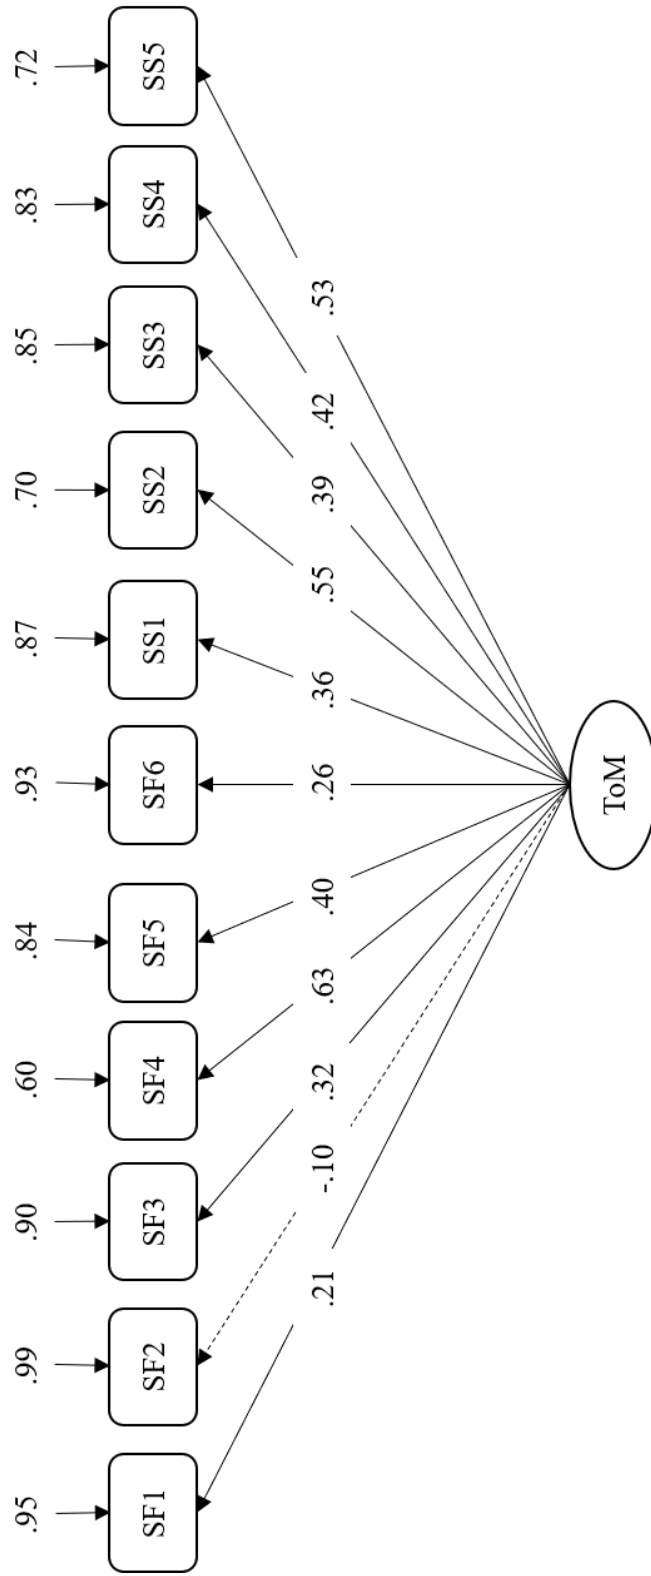 .95 .99 .90 .60 .84 .93 .87 .70 .85 .83 .72
SF1 SF2 SF3 SF4 SF5 SF6 SS1 SS2 SS3 SS4 SS5
.21 -.10 .32 .63 .40 .26 .36 .55 .39 .42 .53
ToM